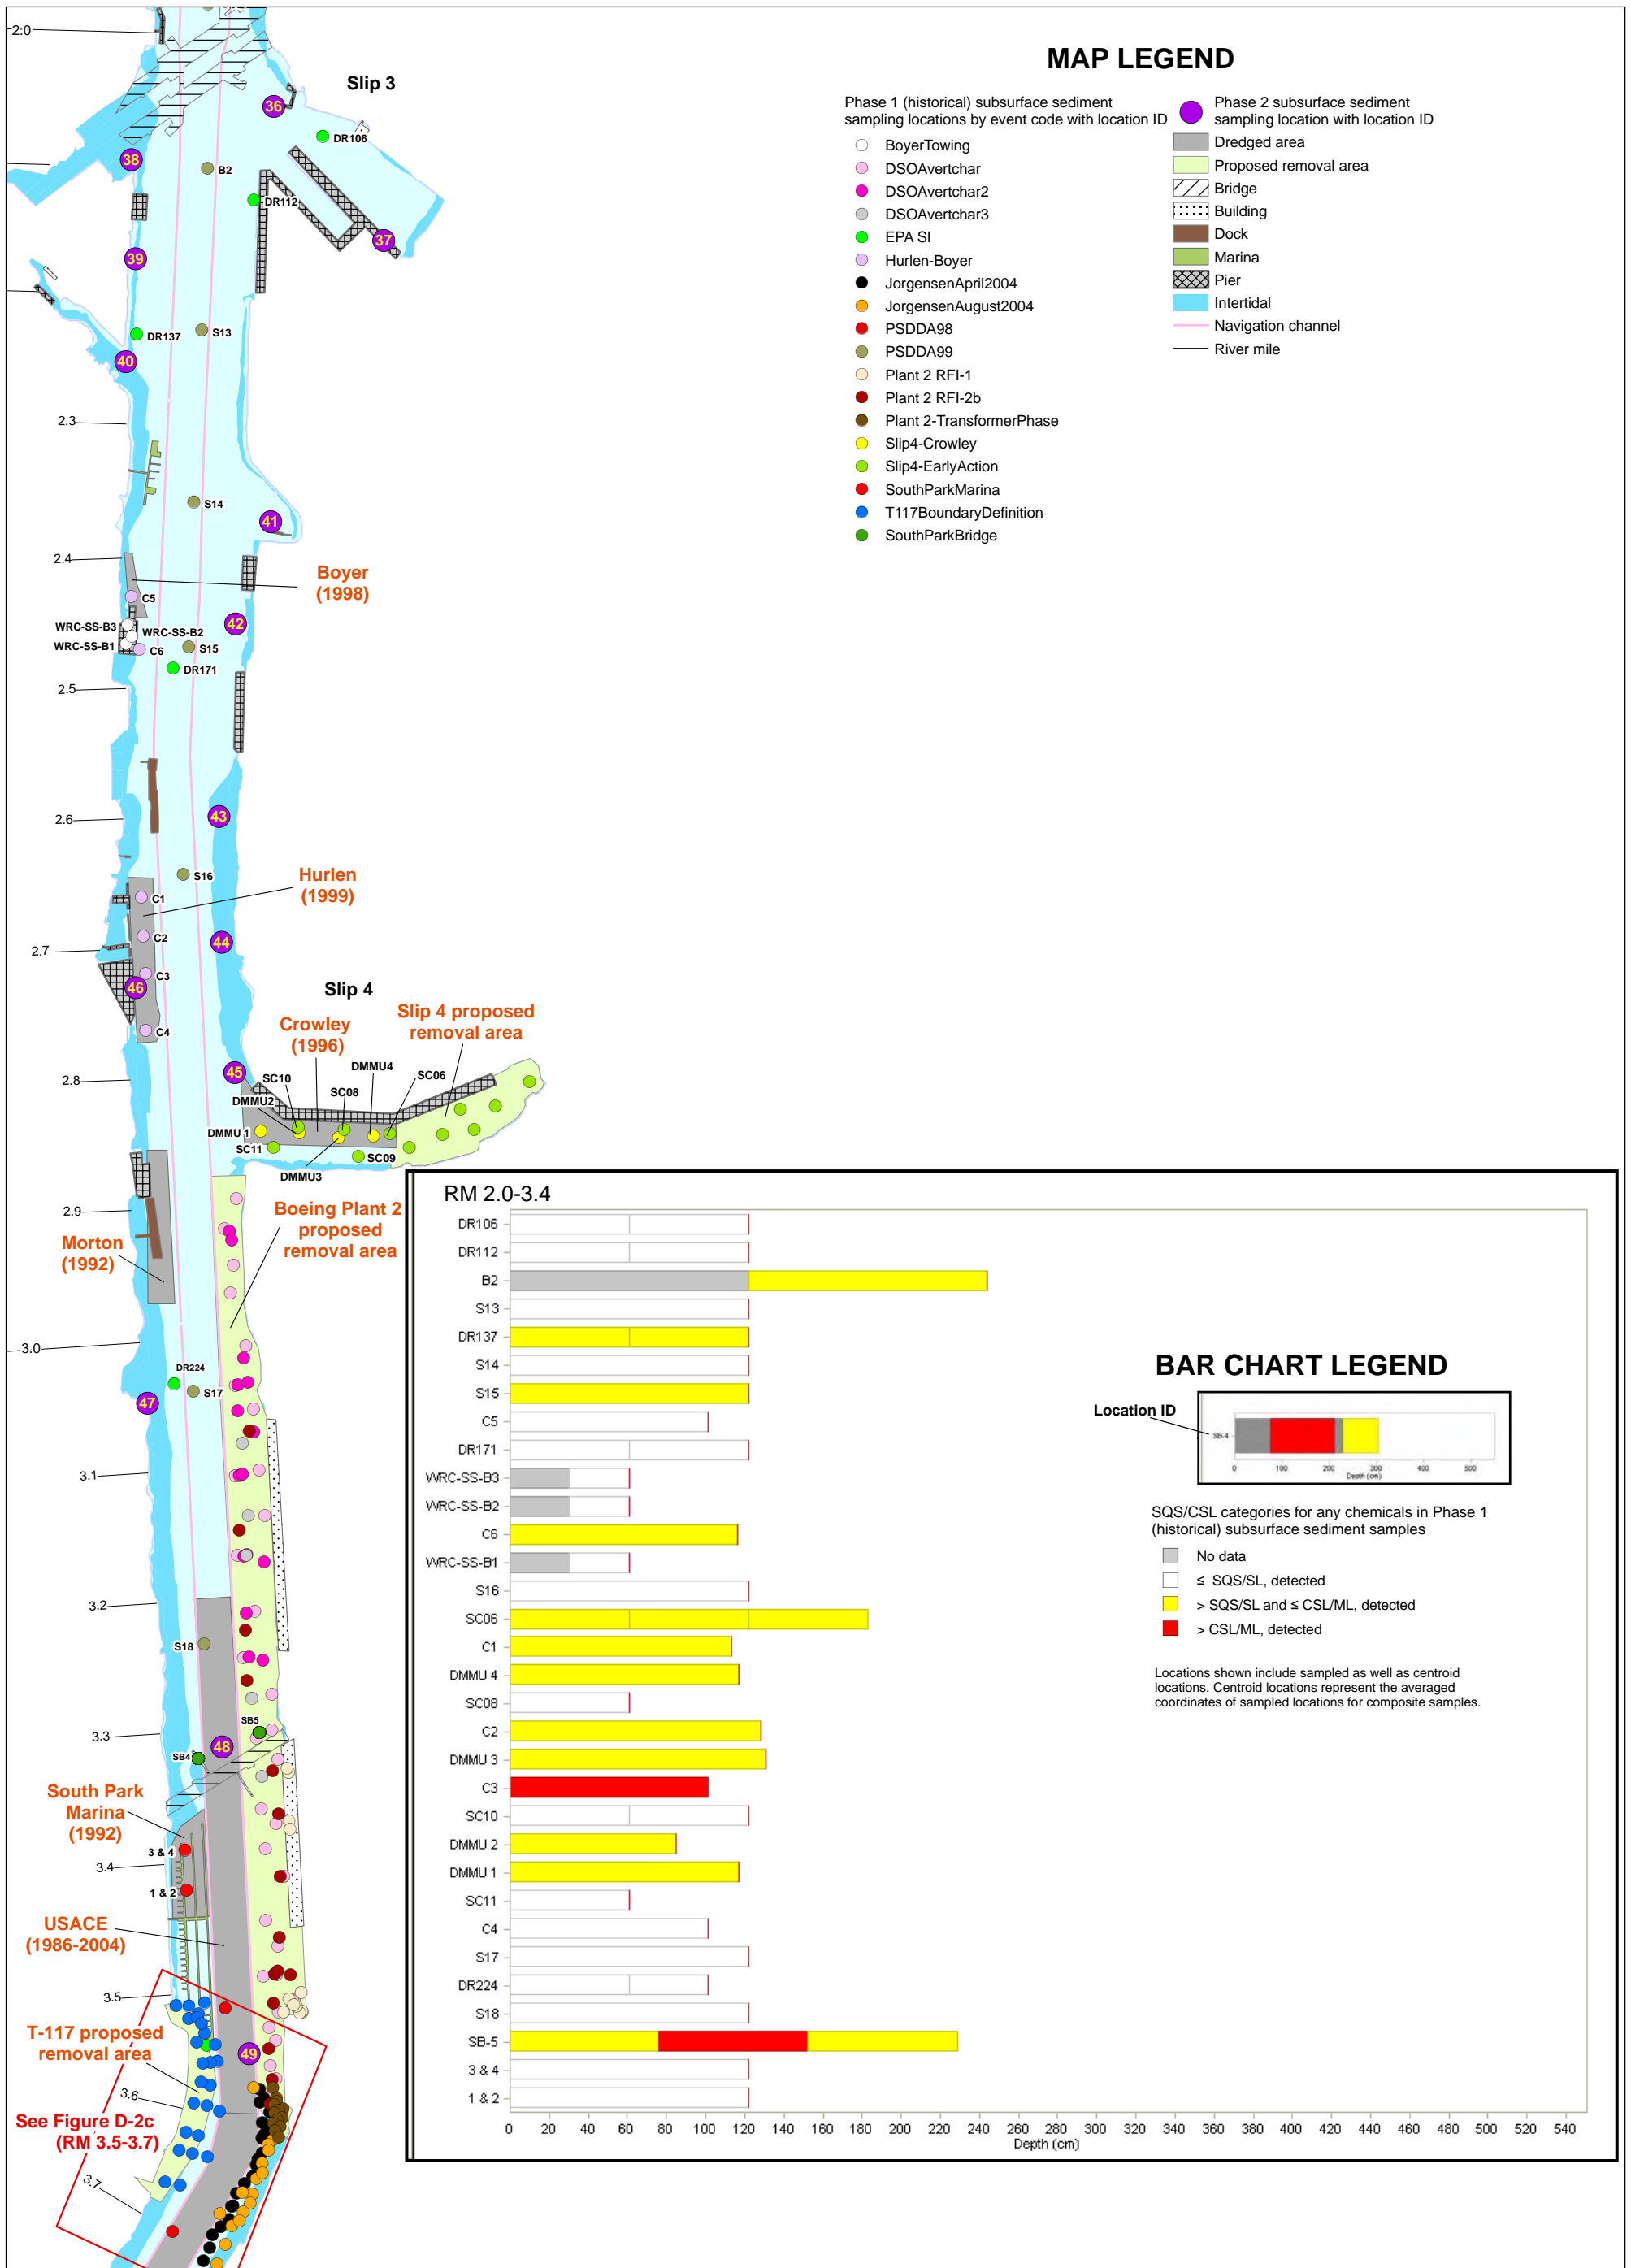 2.0
Slip 3
36
DR106
38
B2
DR112
37
39
DR137
S13
40
2.3
S14
41
2.4
Boyer
(1998)
C5
WRC-SS-B3
WRC-SS-B2
WRC-SS-B1
C6
S15
42
DR171
2.5
43
2.6
S16
Hurlen
(1999)
C1
C2
44
2.7
C3
46
C4
Slip 4
Slip 4 proposed
removal area
Crowley
(1996)
DMMU4
45
SC10
SC06
2.8
DMMU2
SC08
DMMU 1
SC11
SC09
DMMU3
2.9
Boeing Plant 2
proposed
removal area
Morton
(1992)
3.0
DR224
S17
47
3.1
3.2
S18
3.3
SB5
48
SB4
South Park
Marina
(1992)
3 & 4
3.4
1 & 2
USACE
(1986-2004)
3.5
T-117 proposed
removal area
49
3.6
See Figure D-2c
(RM 3.5-3.7)
3.7
MAP LEGEND
Phase 1 (historical) subsurface sediment
sampling locations by event code with location ID
BoyerTowing
DSOAvertchar
DSOAvertchar2
DSOAvertchar3
EPA SI
Hurlen-Boyer
JorgensenApril2004
JorgensenAugust2004
PSDDA98
PSDDA99
Plant 2 RFI-1
Plant 2 RFI-2b
Plant 2-TransformerPhase
Slip4-Crowley
Slip4-EarlyAction
SouthParkMarina
T117BoundaryDefinition
SouthParkBridge
Phase 2 subsurface sediment
sampling location with location ID
Dredged area
Proposed removal area
Bridge
Building
Dock
Marina
Pier
Intertidal
Navigation channel
River mile
RM 2.0-3.4
DR106
DR112
B2
S13
DR137
S14
S15
C5
DR171
WRC-SS-B3
WRC-SS-B2
C6
WRC-SS-B1
S16
SC06
C1
DMMU 4
SC08
C2
DMMU 3
C3
SC10
DMMU 2
DMMU 1
SC11
C4
S17
DR224
S18
SB-5
3 & 4
1 & 2
0 20 40 60 80 100 120 140 160 180 200 220 240 260 280 300 320 340 360 380 400 420 440 460 480 500 520 540
Depth (cm)
BAR CHART LEGEND
Location ID
SB-4
0 100 200 300 400 500
Depth (cm)
SQS/CSL categories for any chemicals in Phase 1
(historical) subsurface sediment samples
No data
≤ SQS/SL, detected
> SQS/SL and ≤ CSL/ML, detected
> CSL/ML, detected
Locations shown include sampled as well as centroid
locations. Centroid locations represent the averaged
coordinates of sampled locations for composite samples.